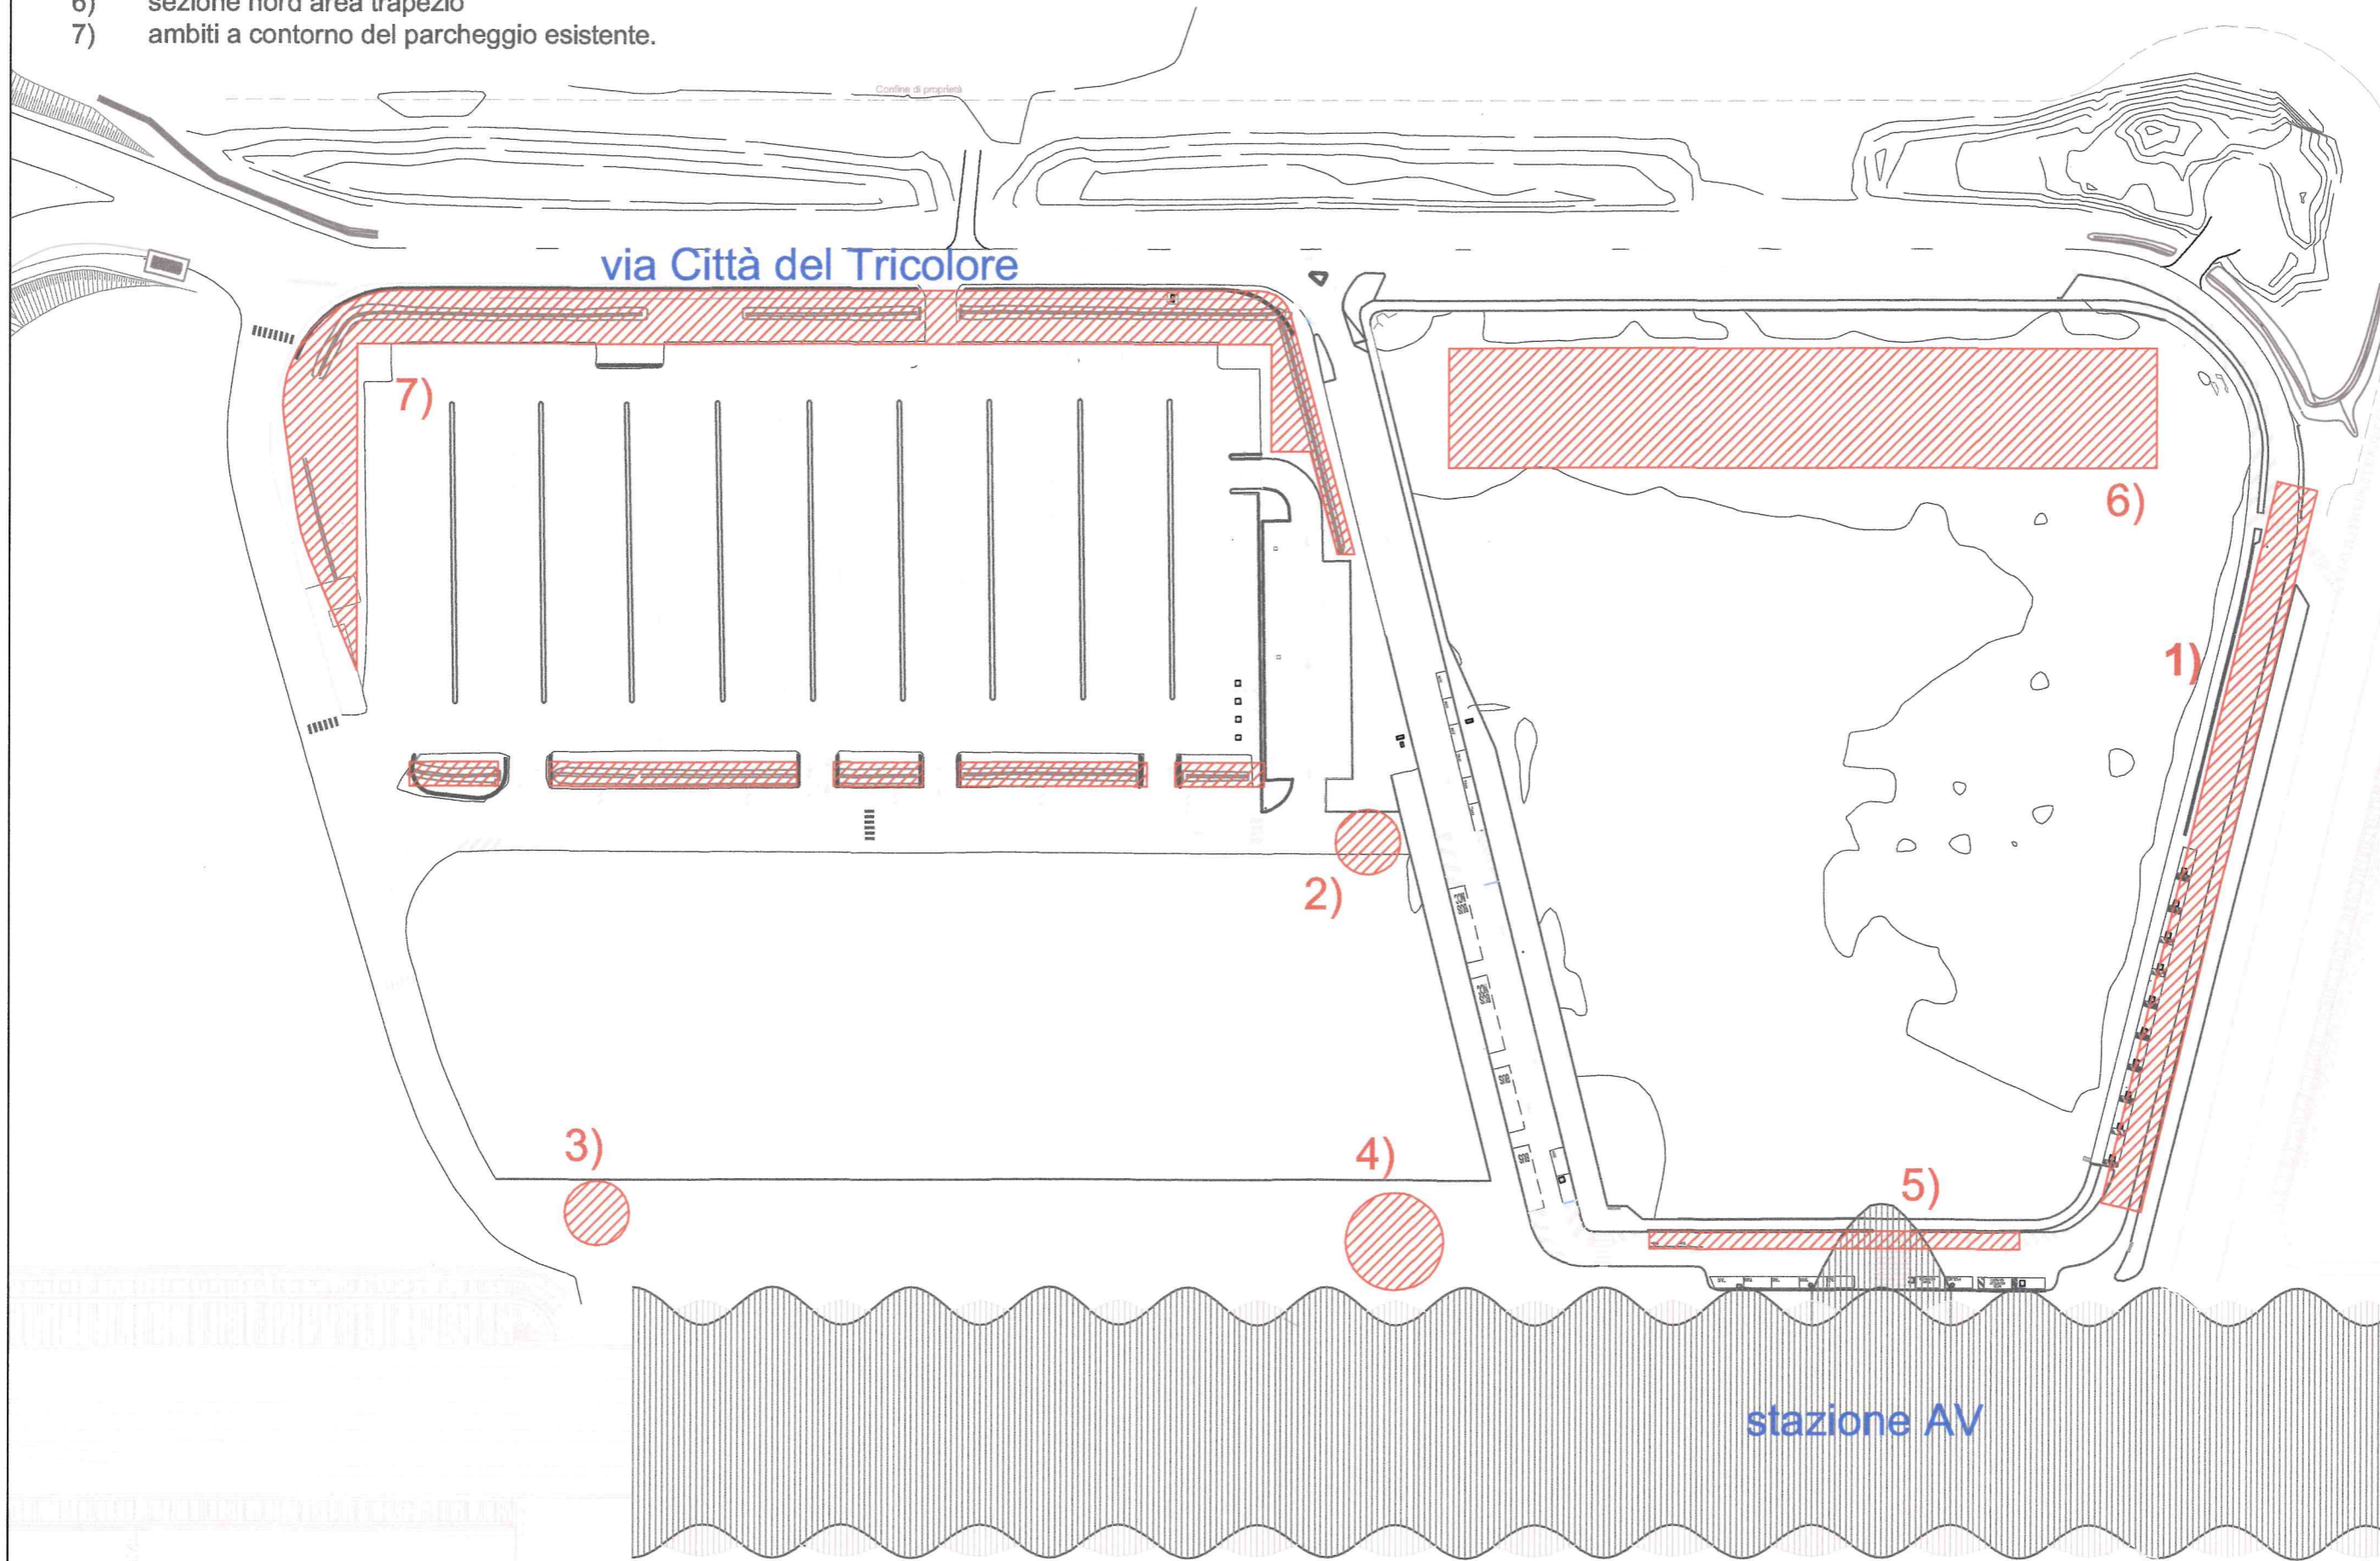 6) sezione nord area trapezio
7) ambiti a contorno del parcheggio esistente.
Confine di proprietà
via Città del Tricolore
7)
6)
1)
2)
3)
4)
5)
stazione AV